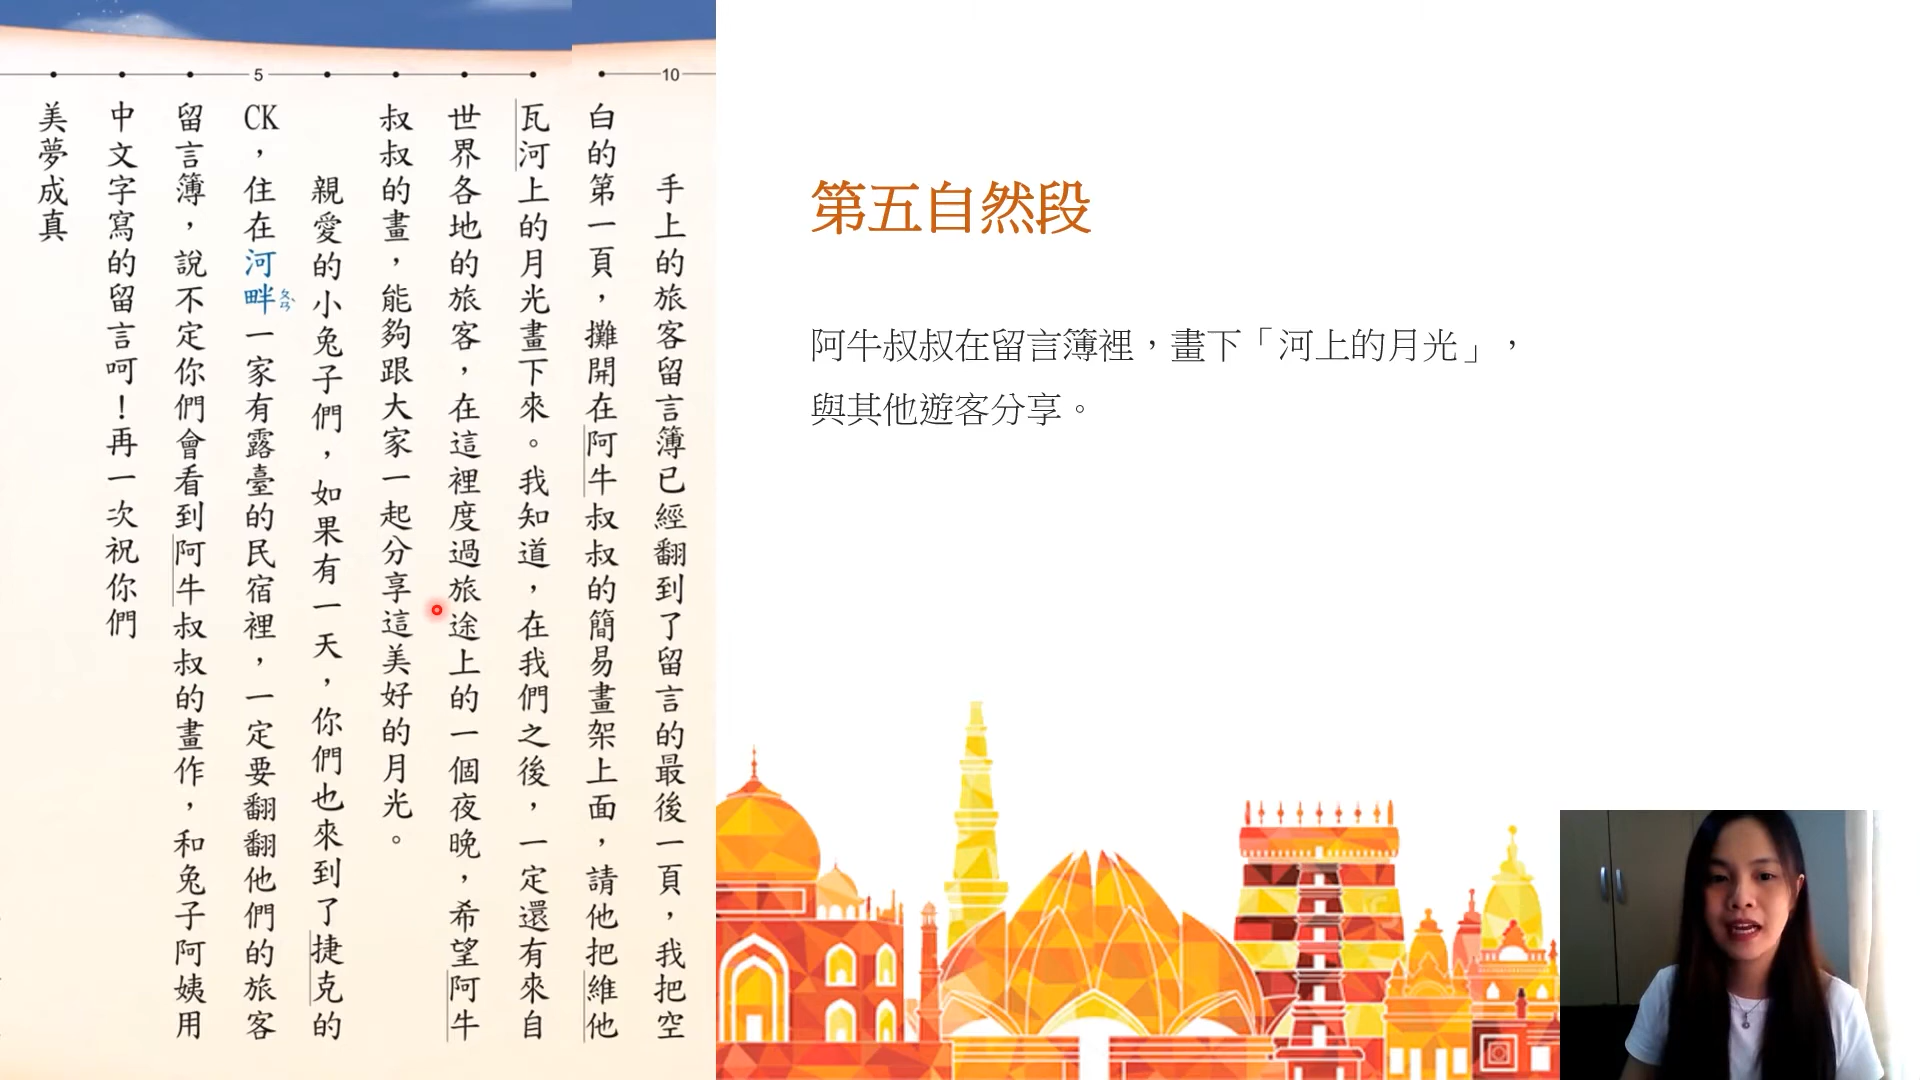 10
手上的旅客留言簿已經翻到了留言的最後一頁，我把空
白的第一頁，攤開在阿牛叔叔的簡易畫架上面，請他把維他
瓦河上的月光畫下來。我知道，在我們之後，一定還有來自
世界各地的旅客，在這裡度過旅途上的一個夜晚，希望阿牛
叔叔的畫，能夠跟大家一起分享這美好的月光。
親愛的小兔子們，如果有一天，你們也來到了捷克的
5
CK，住在河畔一家有露臺的民宿裡，一定要翻翻他們的旅客
ㄆㄢˋ
留言簿，說不定你們會看到阿牛叔叔的畫作，和兔子阿姨用
中文字寫的留言呵！再一次祝你們
美夢成真
第五自然段
阿牛叔叔在留言簿裡，畫下「河上的月光」，
與其他遊客分享。